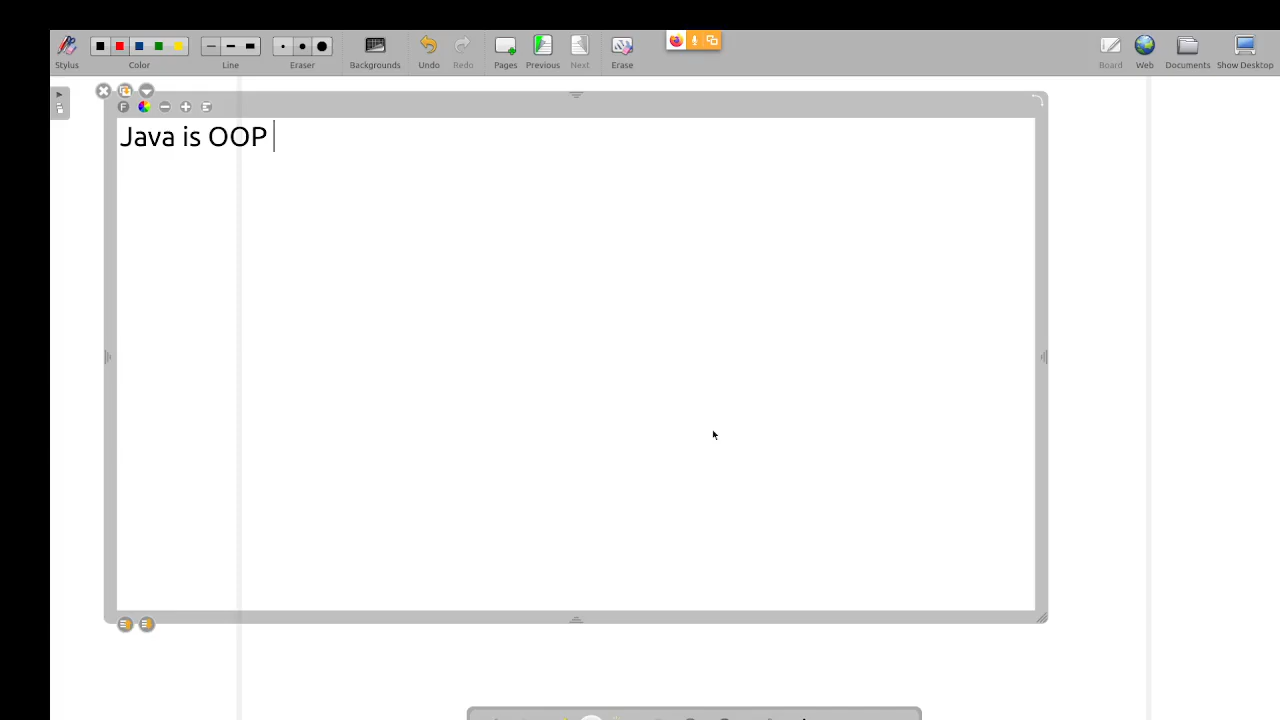 Stylus Color Line Eraser Backgrounds Undo Redo Pages Previous Next Erase Board Web Documents Show Desktop
F
Java is OOP